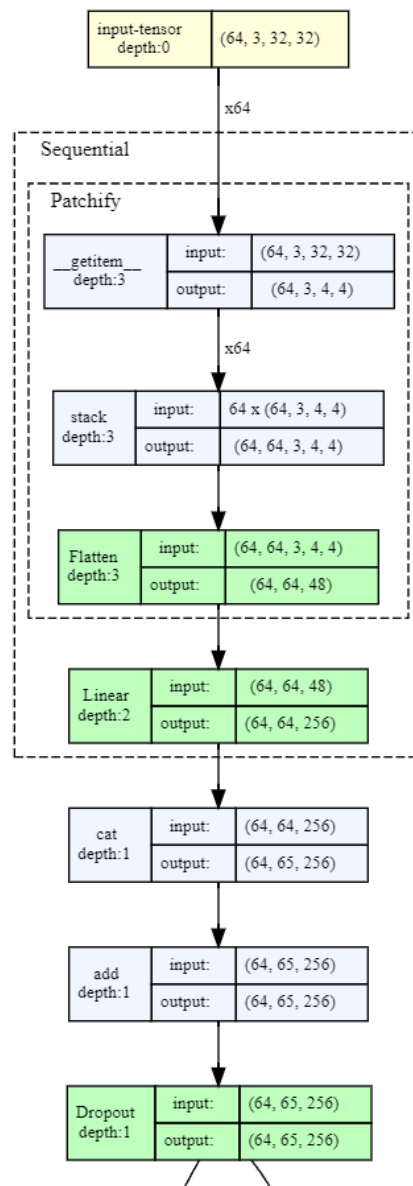 input-tensor
depth:0
(64, 3, 32, 32)
x64
Sequential
Patchify
__getitem__
depth:3
input:
(64, 3, 32, 32)
output:
(64, 3, 4, 4)
x64
stack
depth:3
input:
64 x (64, 3, 4, 4)
output:
(64, 64, 3, 4, 4)
Flatten
depth:3
input:
(64, 64, 3, 4, 4)
output:
(64, 64, 48)
Linear
depth:2
input:
(64, 64, 48)
output:
(64, 64, 256)
cat
depth:1
input:
(64, 64, 256)
output:
(64, 65, 256)
add
depth:1
input:
(64, 65, 256)
output:
(64, 65, 256)
Dropout
depth:1
input:
(64, 65, 256)
output:
(64, 65, 256)